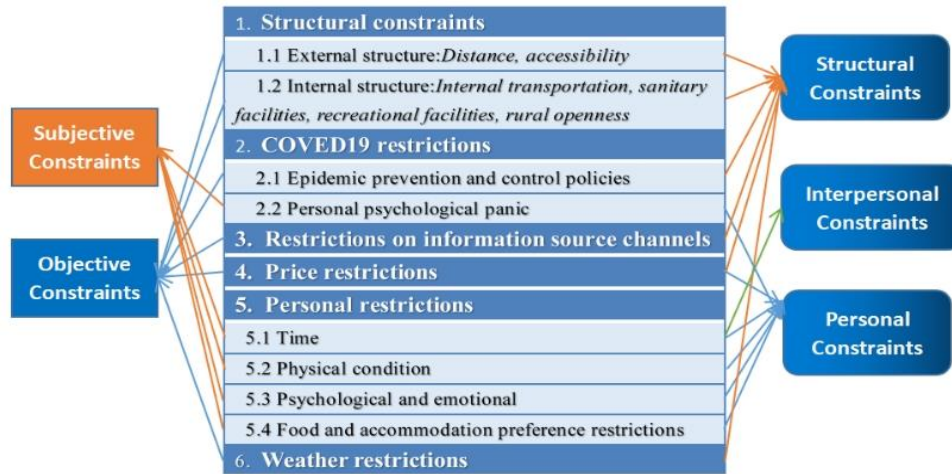 Subjective
Constraints
Objective
Constraints
1. Structural constraints
1.1 External structure:Distance, accessibility
1.2 Internal structure:Internal transportation, sanitary
facilities, recreational facilities, rural openness
2. COVED19 restrictions
2.1 Epidemic prevention and control policies
2.2 Personal psychological panic
3. Restrictions on information source channels
4. Price restrictions
5. Personal restrictions
5.1 Time
5.2 Physical condition
5.3 Psychological and emotional
5.4 Food and accommodation preference restrictions
6. Weather restrictions
Structural
Constraints
Interpersonal
Constraints
Personal
Constraints